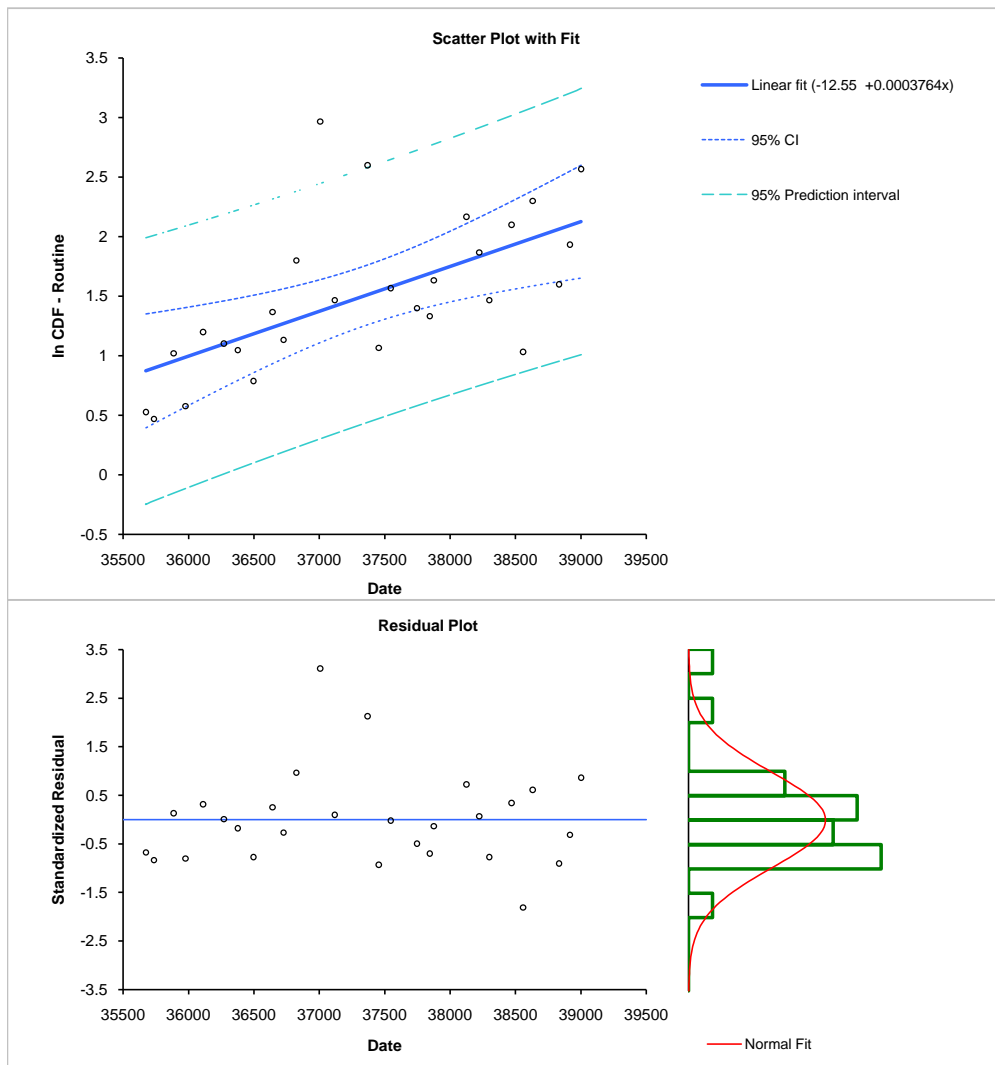 Scatter Plot with Fit
3.5
3
2.5
2
1.5
1
0.5
0
-0.5
ln CDF - Routine
35500 36000 36500 37000 37500 38000 38500 39000 39500
Date
Linear fit (-12.55 +0.0003764x)
95% CI
95% Prediction interval
Residual Plot
3.5
2.5
1.5
0.5
-0.5
-1.5
-2.5
-3.5
Standardized Residual
35500 36000 36500 37000 37500 38000 38500 39000 39500
Date
Normal Fit